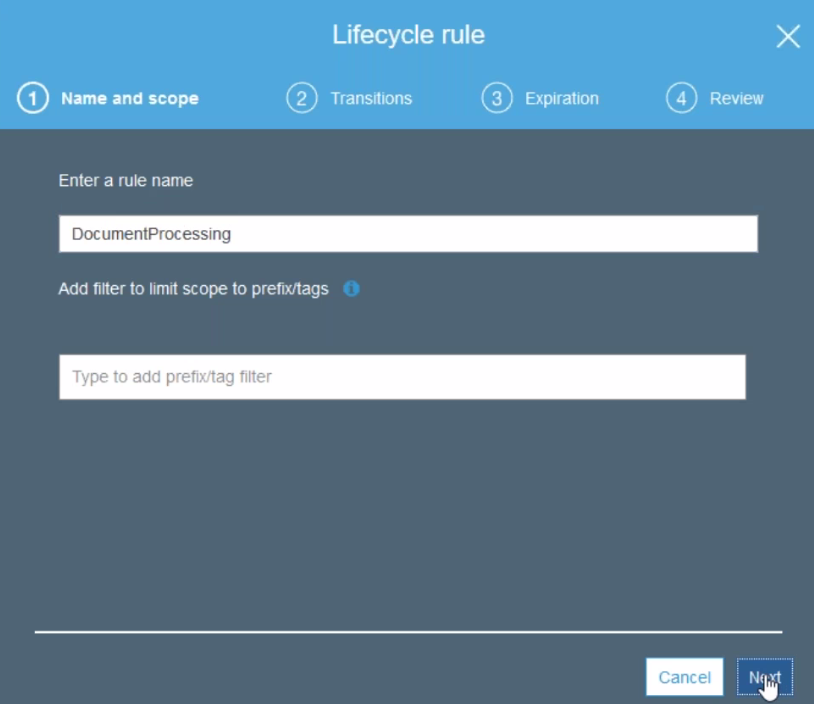 Lifecycle rule
1 Name and scope 2 Transitions 3 Expiration 4 Review
Enter a rule name
DocumentProcessing
Add filter to limit scope to prefix/tags
Type to add prefix/tag filter
Cancel Next